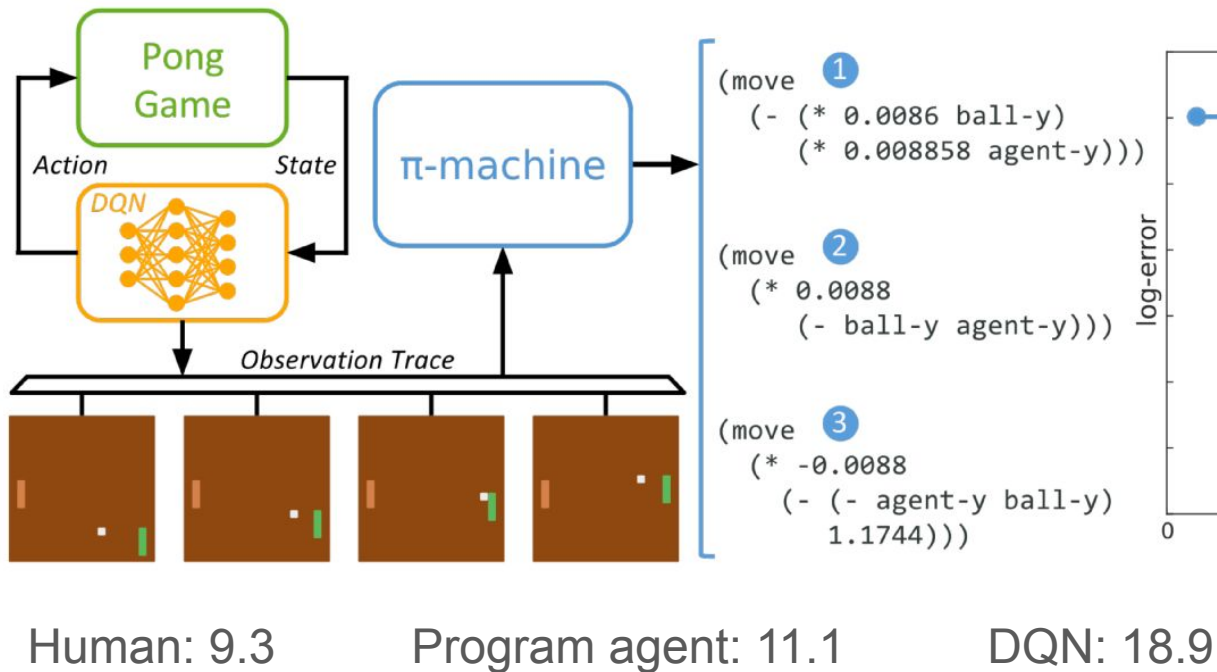 Pong
Game
Action
State
DQN
π-machine
Observation Trace
1
(move
(- (* 0.0086 ball-y)
(* 0.008858 agent-y)))
2
(move
(* 0.0088
(- ball-y agent-y)))
3
(move
(* -0.0088
(- (- agent-y ball-y)
1.1744)))
log-error
0
Human: 9.3
Program agent: 11.1
DQN: 18.9